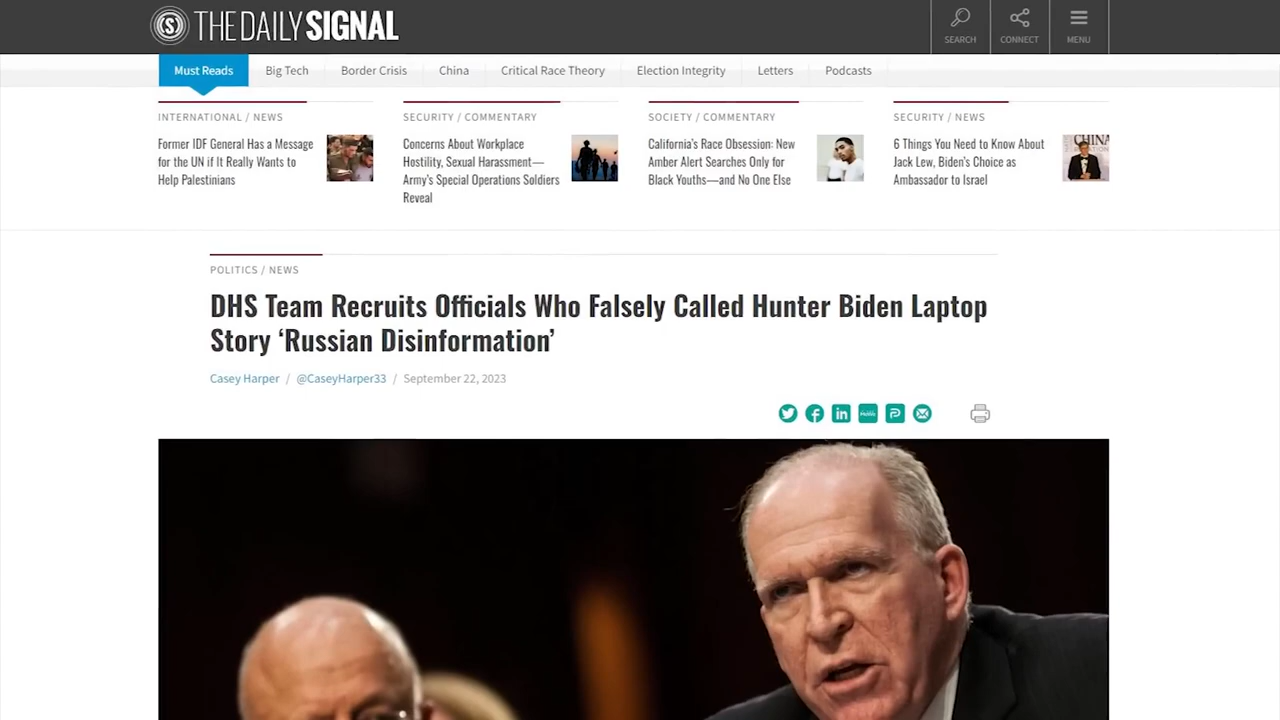 THE DAILY SIGNAL
SEARCH
CONNECT
MENU
Must Reads
Big Tech
Border Crisis
China
Critical Race Theory
Election Integrity
Letters
Podcasts
INTERNATIONAL / NEWS
Former IDF General Has a Message
for the UN if It Really Wants to
Help Palestinians
SECURITY / COMMENTARY
Concerns About Workplace
Hostility, Sexual Harassment—
Army's Special Operations Soldiers
Reveal
SOCIETY / COMMENTARY
California's Race Obsession: New
Amber Alert Searches Only for
Black Youths—and No One Else
SECURITY / NEWS
6 Things You Need to Know About
Jack Lew, Biden's Choice as
Ambassador to Israel
CHINA
POLITICS / NEWS
DHS Team Recruits Officials Who Falsely Called Hunter Biden Laptop
Story ‘Russian Disinformation’
Casey Harper / @CaseyHarper33 / September 22, 2023